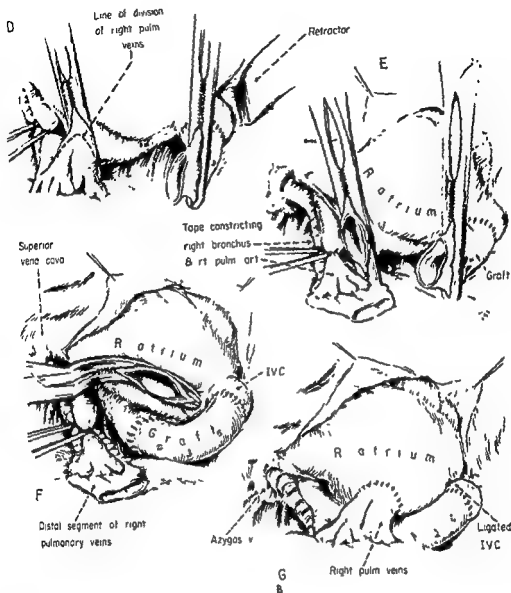 D
Line of division
of right pulm
veins
Retractor
E
R atrium
Tape constricting
right bronchus
& rt pulm art
Graft
Superior
vena cava
R atrium
IVC
Graft
F
Distal segment of right
pulmonary veins
R atrium
Azygos v
Ligated
IVC
Right pulm veins
G
B